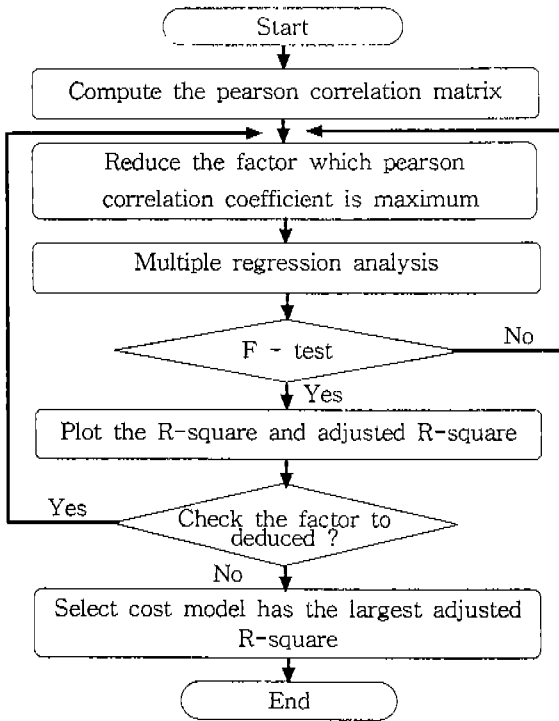 Start
Compute the pearson correlation matrix
Reduce the factor which pearson
correlation coefficient is maximum
Multiple regression analysis
F - test
No
Yes
Plot the R-square and adjusted R-square
Yes
Check the factor to
deduced ?
No
Select cost model has the largest adjusted
R-square
End